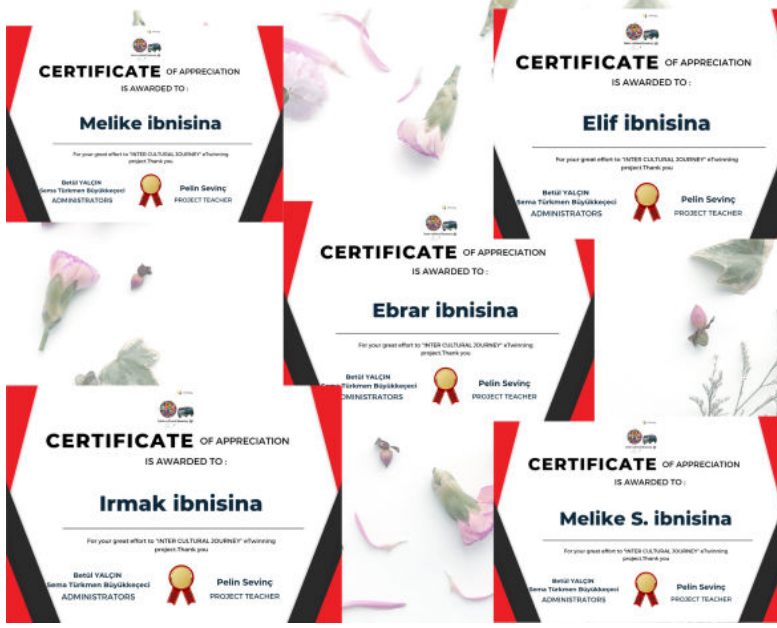 CERTIFICATE OF APPRECIATION
IS AWARDED TO :
Melike ibnisina
For your great effort to "INTER CULTURAL JOURNEY" eTwinning
project.Thank you
Betül YALÇIN
Sema Türkmen Büyükkeçeci
ADMINISTRATORS
Pelin Sevinç
PROJECT TEACHER
CERTIFICATE OF APPRECIATION
IS AWARDED TO :
Elif ibnisina
For your great effort to "INTER CULTURAL JOURNEY" eTwinning
project.Thank you
Betül YALÇIN
Sema Türkmen Büyükkeçeci
ADMINISTRATORS
Pelin Sevinç
PROJECT TEACHER
CERTIFICATE OF APPRECIATION
IS AWARDED TO :
Ebrar ibnisina
For your great effort to "INTER CULTURAL JOURNEY" eTwinning
project.Thank you
Betül YALÇIN
Türkmen Büyükkeçeci
DMINISTRATORS
Pelin Sevinç
PROJECT TEACHER
CERTIFICATE OF APPRECIATION
IS AWARDED TO :
Irmak ibnisina
For your great effort to "INTER CULTURAL JOURNEY" eTwinning
project.Thank you
Betül YALÇIN
Sema Türkmen Büyükkeçeci
ADMINISTRATORS
Pelin Sevinç
PROJECT TEACHER
CERTIFICATE OF APPRECIATION
IS AWARDED TO :
Melike S. ibnisina
For your great effort to "INTER CULTURAL JOURNEY" eTwinning
project.Thank you
Betül YALÇIN
Sema Türkmen Büyükkeçeci
ADMINISTRATORS
Pelin Sevinç
PROJECT TEACHER